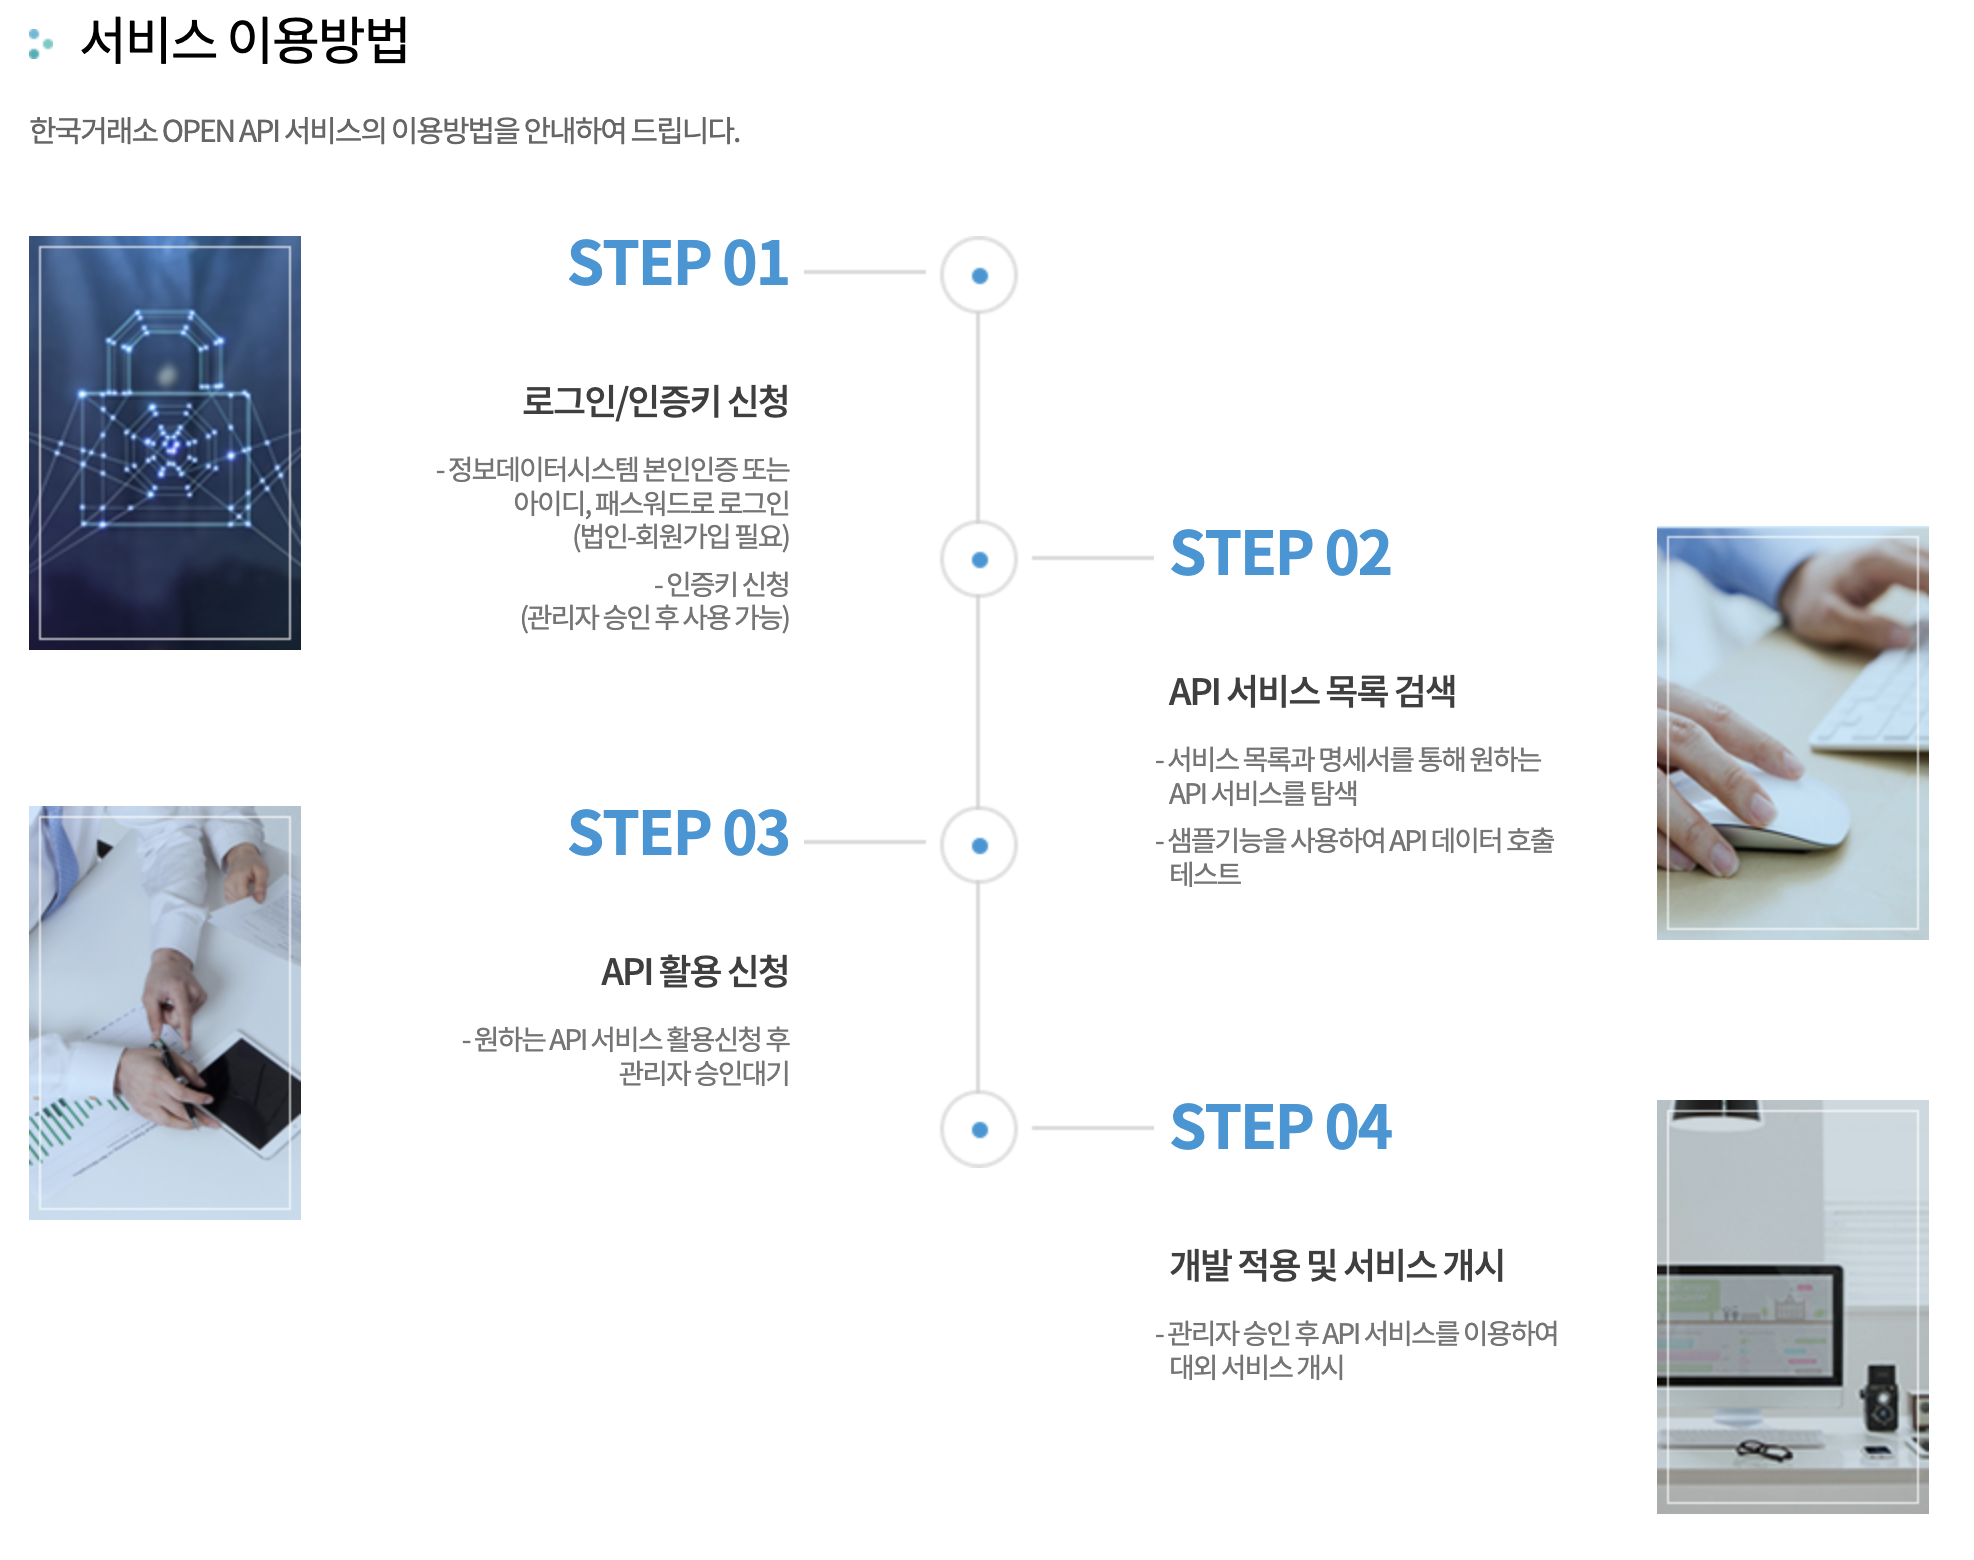 서비스 이용방법
한국거래소 OPEN API 서비스의 이용방법을 안내하여 드립니다.
STEP 01
로그인/인증키 신청
- 정보데이터시스템 본인인증 또는
아이디, 패스워드로 로그인
(법인-회원가입 필요)
- 인증키 신청
(관리자 승인 후 사용 가능)
STEP 02
API 서비스 목록 검색
- 서비스 목록과 명세서를 통해 원하는
API 서비스를 탐색
- 샘플기능을 사용하여 API 데이터 호출
테스트
STEP 03
API 활용 신청
- 원하는 API 서비스 활용신청 후
관리자 승인대기
STEP 04
개발 적용 및 서비스 개시
- 관리자 승인 후 API 서비스를 이용하여
대외 서비스 개시